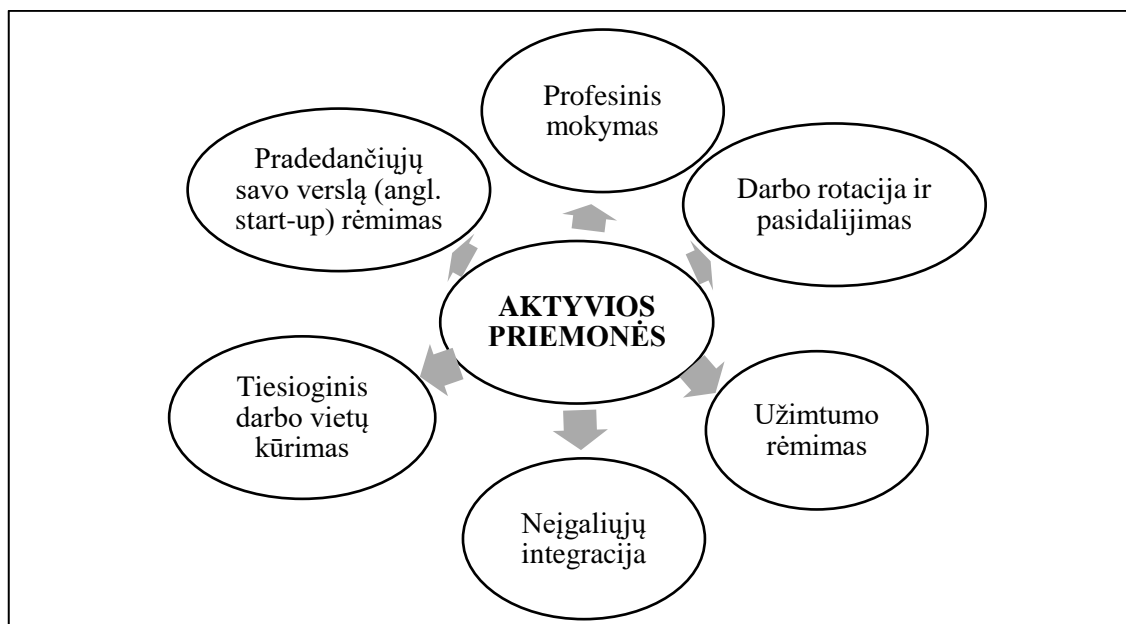 Profesinis
mokymas
Pradedančiųjų
savo verslą (angl.
start-up) rėmimas
Darbo rotacija ir
pasidalijimas
AKTYVIOS
PRIEMONĖS
Tiesioginis
darbo vietų
kūrimas
Užimtumo
rėmimas
Neįgaliųjų
integracija